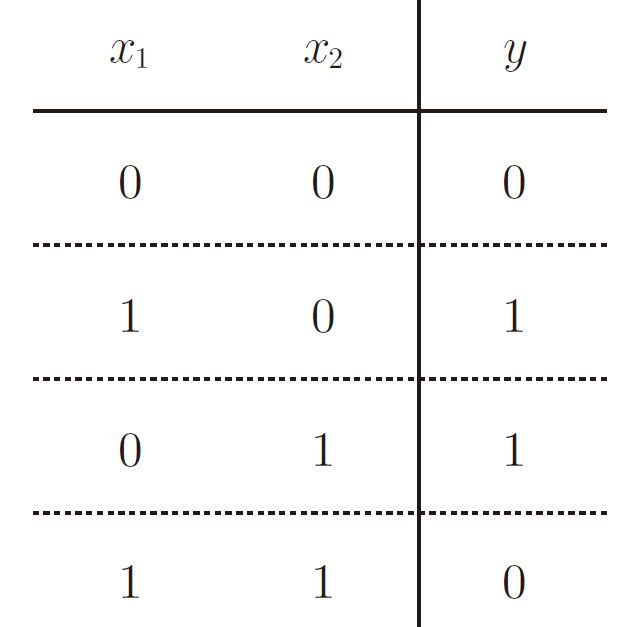 x₁ x₂ y
0 0 0
1 0 1
0 1 1
1 1 0